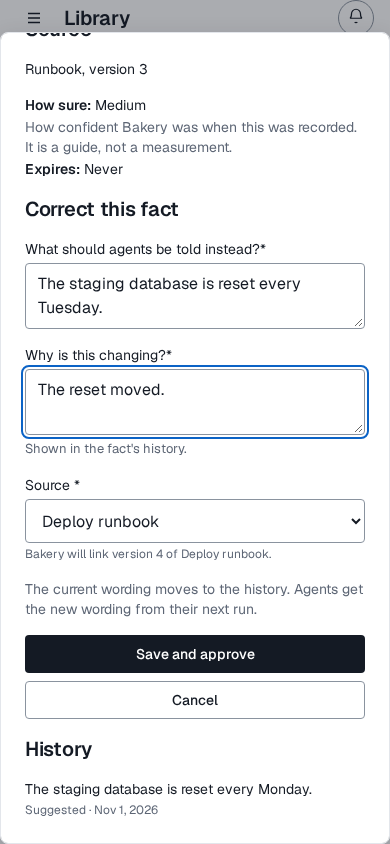 Library
Source
Runbook, version 3
How sure: Medium
How confident Bakery was when this was recorded.
It is a guide, not a measurement.
Expires: Never
Correct this fact
What should agents be told instead?*
The staging database is reset every
Tuesday.
Why is this changing?*
The reset moved.
Shown in the fact's history.
Source *
Deploy runbook
Bakery will link version 4 of Deploy runbook.
The current wording moves to the history. Agents get
the new wording from their next run.
Save and approve
Cancel
History
The staging database is reset every Monday.
Suggested · Nov 1, 2026